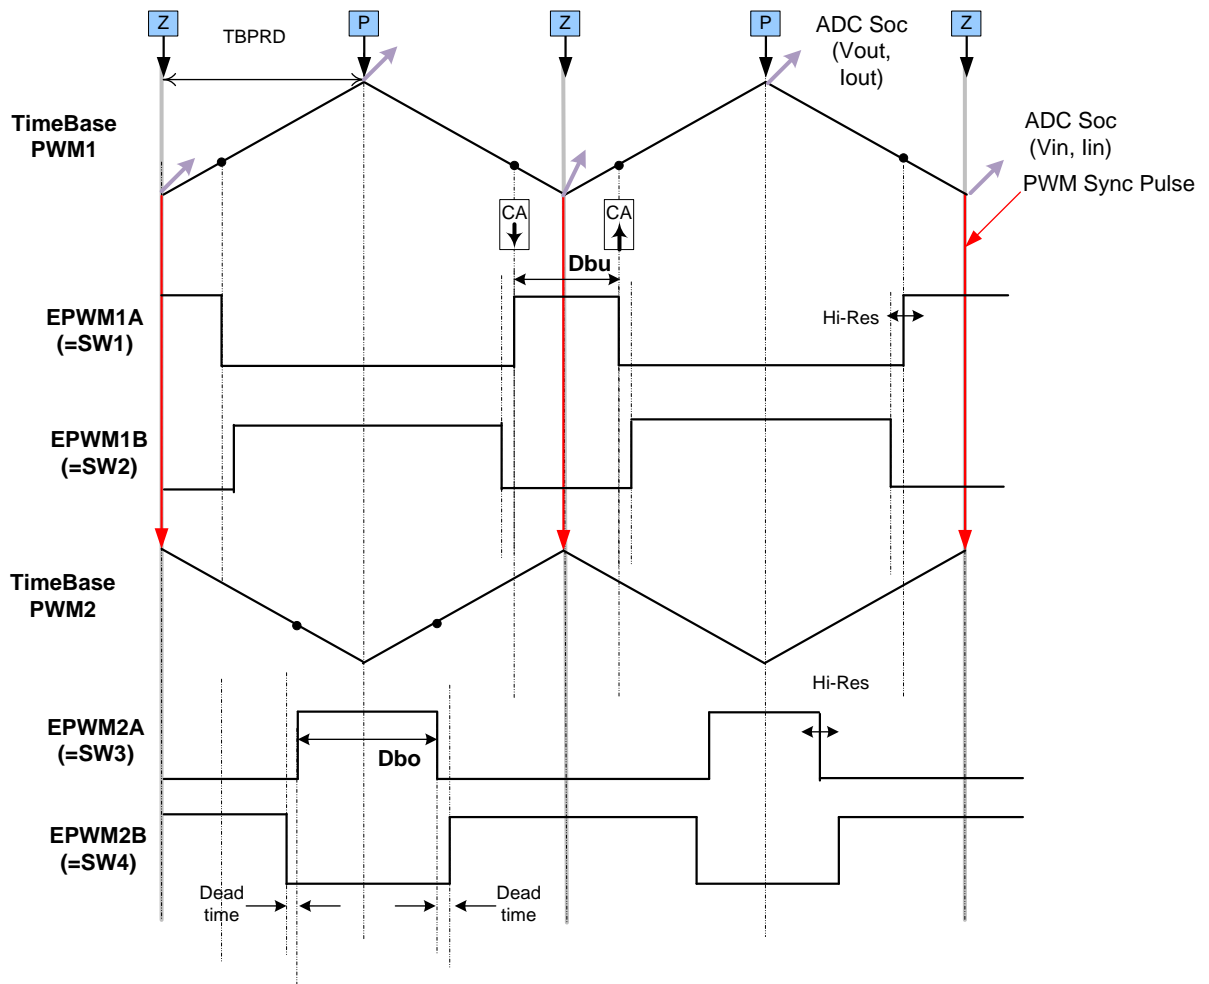 Z
P
Z
P
Z
TBPRD
ADC Soc
(Vout,
Iout)
TimeBase
PWM1
ADC Soc
(Vin, Iin)
PWM Sync Pulse
CA
CA
Dbu
EPWM1A
(=SW1)
Hi-Res
EPWM1B
(=SW2)
TimeBase
PWM2
Hi-Res
EPWM2A
(=SW3)
Dbo
EPWM2B
(=SW4)
Dead
time
Dead
time